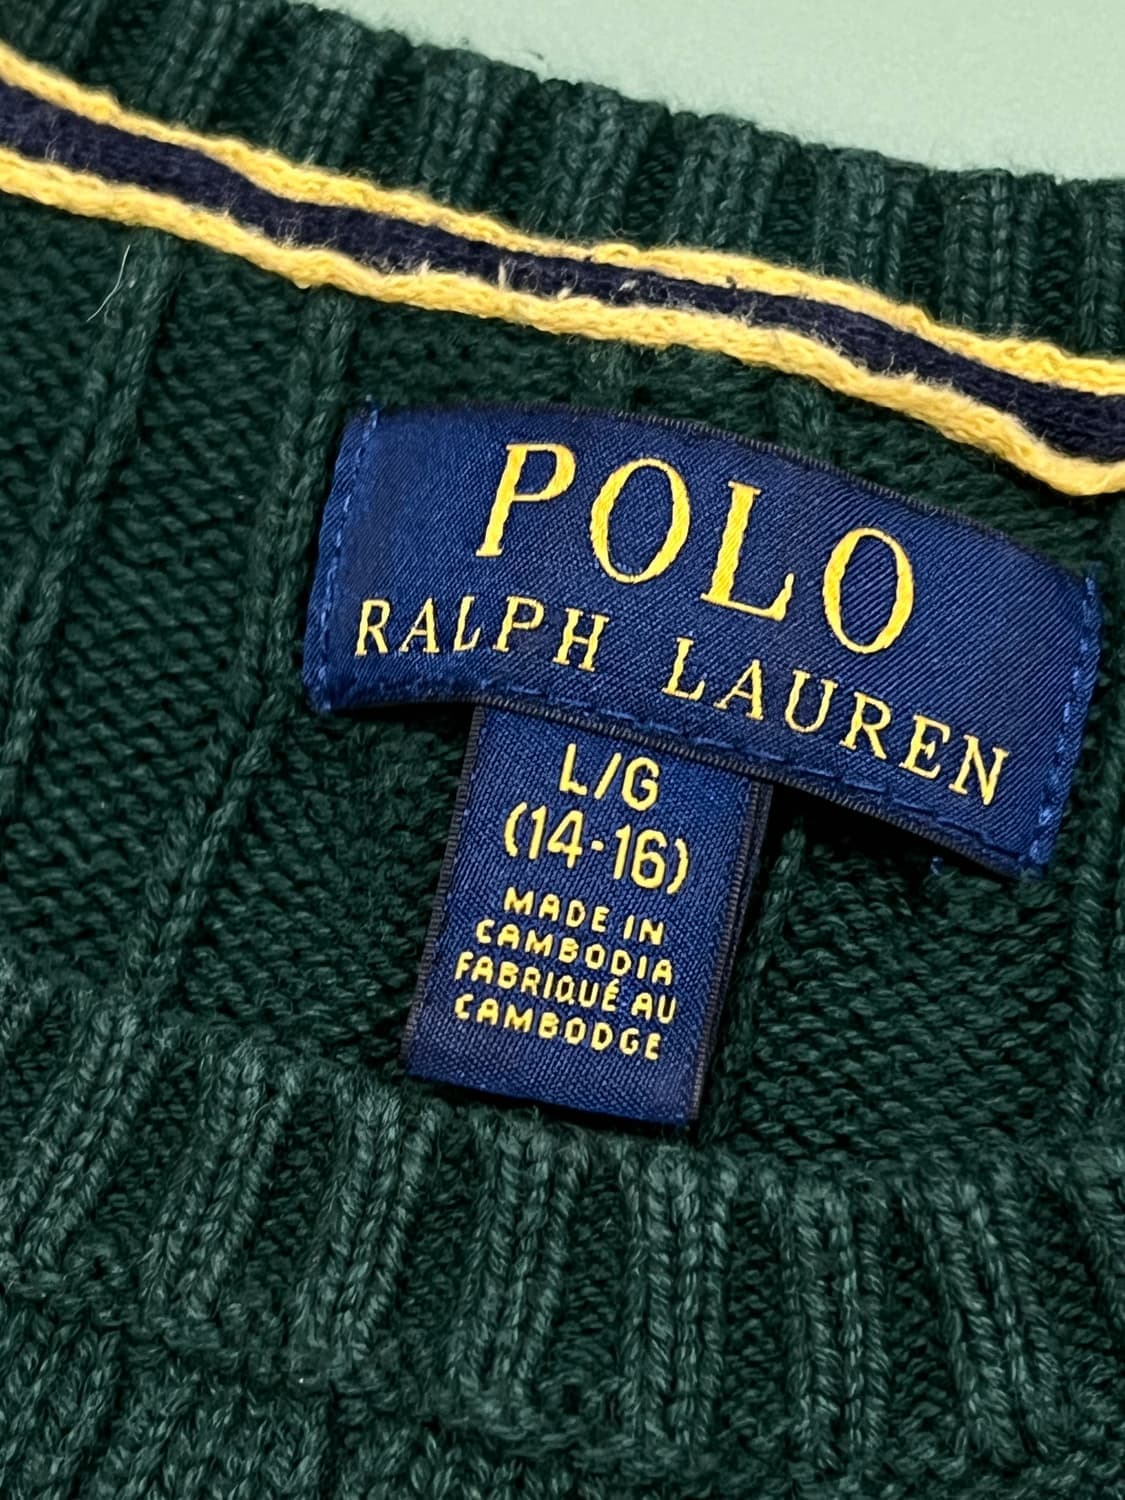 POLO
RALPH LAUREN
L/G
(14-16)
MADE IN
CAMBODIA
FABRIQUÉ AU
CAMBODGE